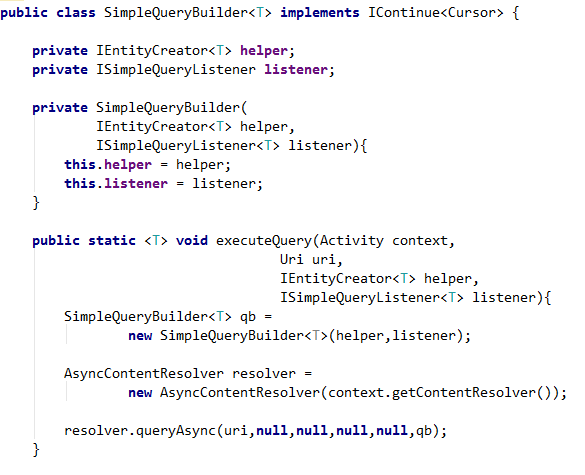 public class SimpleQueryBuilder<T> implements IContinue<Cursor> {
private IEntityCreator<T> helper;
private ISimpleQueryListener listener;
private SimpleQueryBuilder(
IEntityCreator<T> helper,
ISimpleQueryListener<T> listener){
this.helper = helper;
this.listener = listener;
}
public static <T> void executeQuery(Activity context,
Uri uri,
IEntityCreator<T> helper,
ISimpleQueryListener<T> listener){
SimpleQueryBuilder<T> qb =
new SimpleQueryBuilder<T>(helper,listener);
AsyncContentResolver resolver =
new AsyncContentResolver(context.getContentResolver());
resolver.queryAsync(uri,null,null,null,null,qb);
}